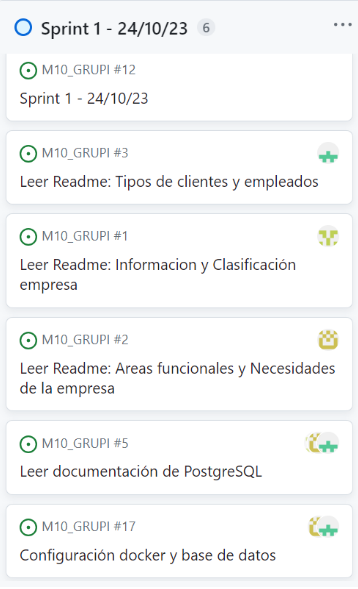 Sprint 1 - 24/10/23 6 ...
M10_GRUPI #12
Sprint 1 - 24/10/23
M10_GRUPI #3
Leer Readme: Tipos de clientes y empleados
M10_GRUPI #1
Leer Readme: Informacion y Clasificación
empresa
M10_GRUPI #2
Leer Readme: Areas funcionales y Necesidades
de la empresa
M10_GRUPI #5
Leer documentación de PostgreSQL
M10_GRUPI #17
Configuración docker y base de datos